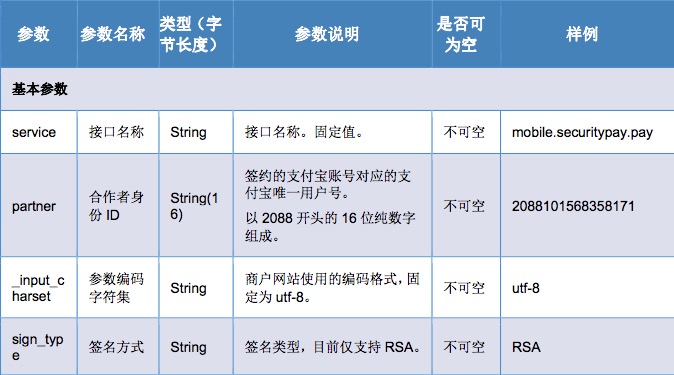 参数 参数名称 类型（字节长度） 参数说明 是否可为空 样例
基本参数
service 接口名称 String 接口名称。固定值。 不可空 mobile.securitypay.pay
partner 合作者身份 ID String(16) 签约的支付宝账号对应的支付宝唯一用户号。
以 2088 开头的 16 位纯数字组成。 不可空 2088101568358171
_input_charset 参数编码字符集 String 商户网站使用的编码格式，固定为 utf-8。 不可空 utf-8
sign_type 签名方式 String 签名类型，目前仅支持 RSA。 不可空 RSA